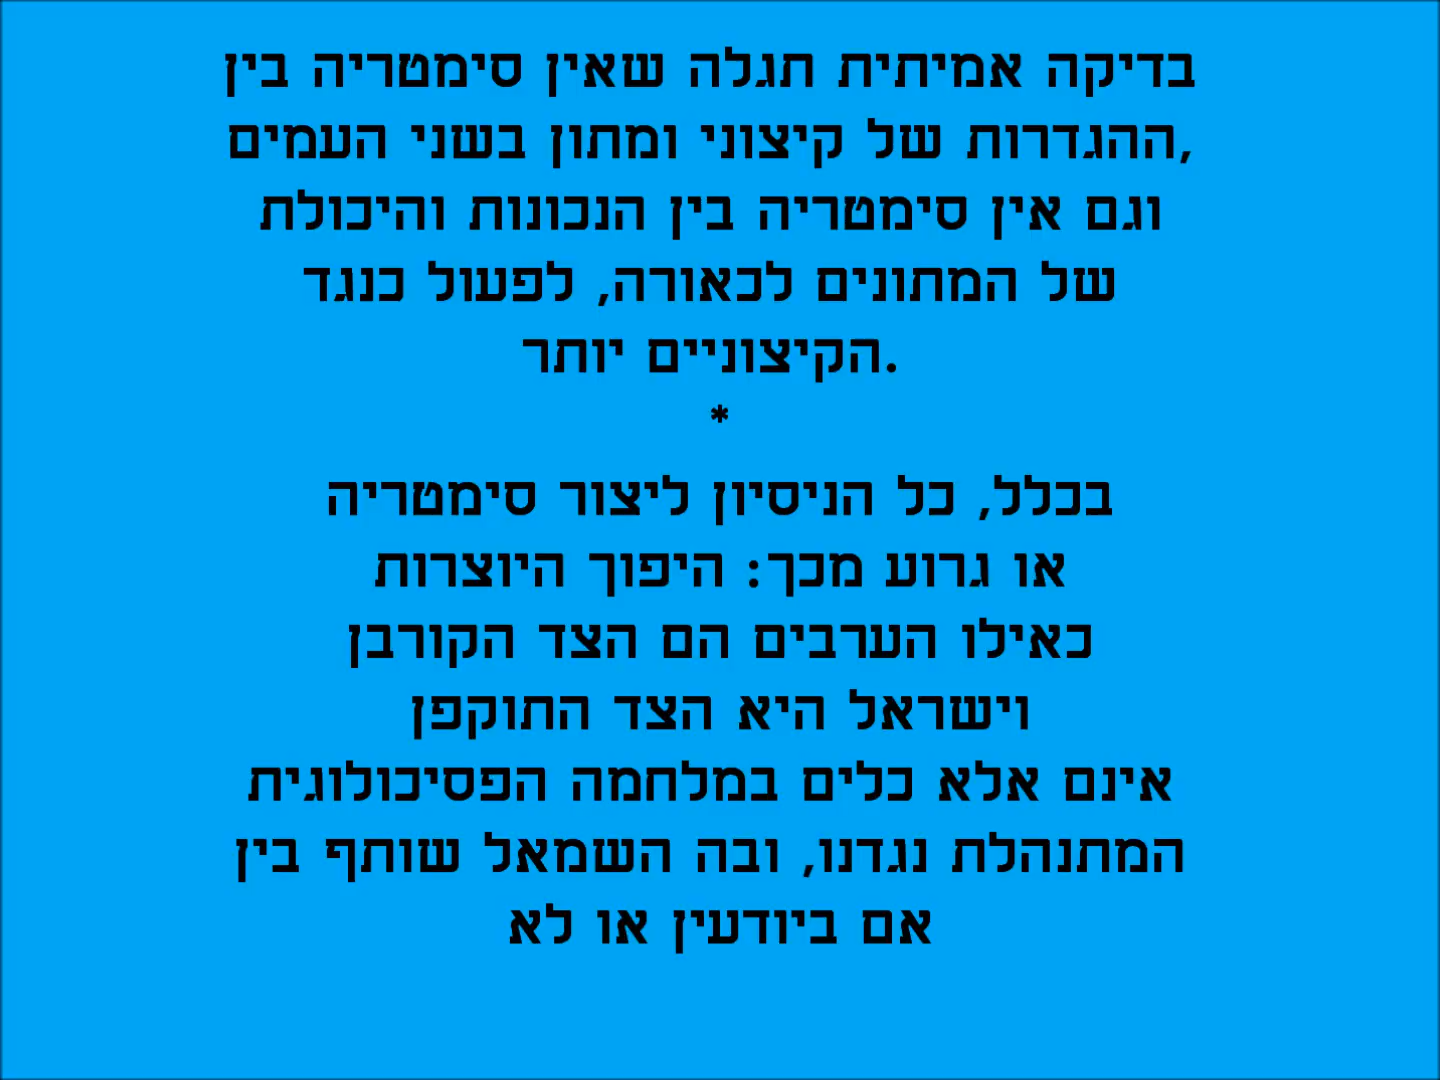 בדיקה אמיתית תגלה שאין סימטריה בין
ההגדרות של קיצוני ומתון בשני העמים,
וגם אין סימטריה בין הנכונות והיכולת
של המתונים לכאורה, לפעול כנגד
הקיצוניים יותר.
*
בכלל, כל הניסיון ליצור סימטריה
או גרוע מכך: היפוך היוצרות
כאילו הערבים הם הצד הקורבן
וישראל היא הצד התוקפן
אינם אלא כלים במלחמה הפסיכולוגית
המתנהלת נגדנו, ובה השמאל שותף בין
אם ביודעין או לא